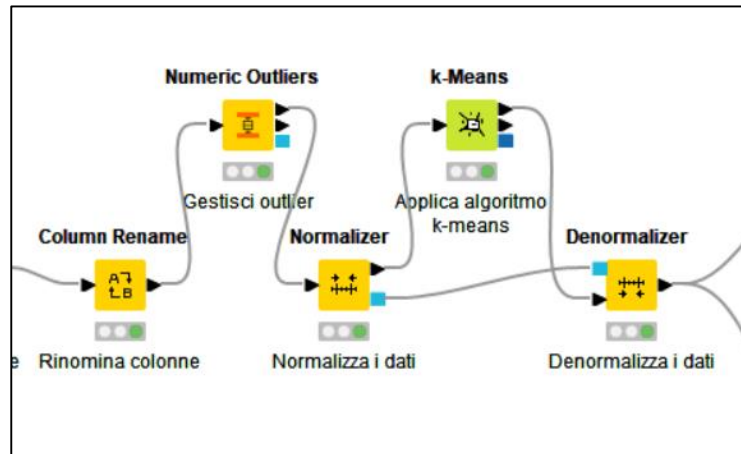 Numeric Outliers
k-Means
Gestisci outlier
Applica algoritmo
k-means
Column Rename
Normalizer
Denormalizer
A
B
e
Rinomina colonne
Normalizza i dati
Denormalizza i dati